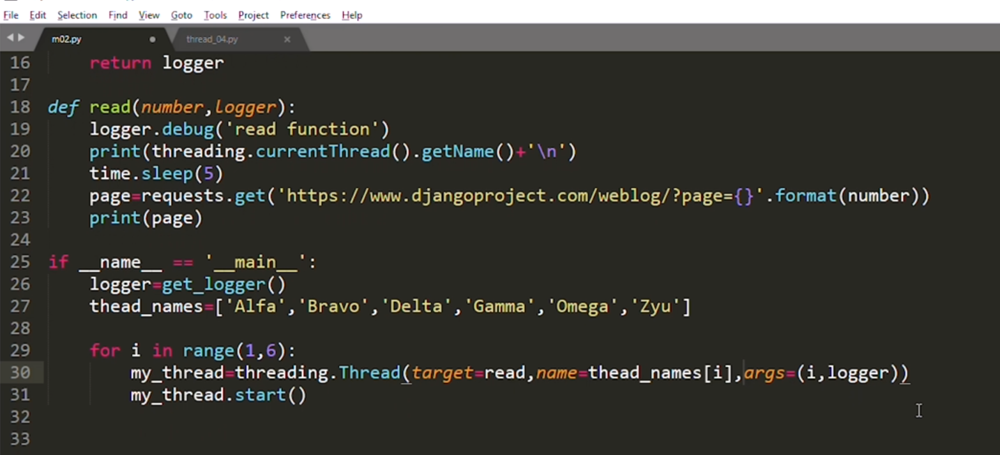 File Edit Selection Find View Goto Tools Project Preferences Help
m02.py thread_04.py
16 return logger
17
18 def read(number,logger):
19 logger.debug('read function')
20 print(threading.currentThread().getName()+'\n')
21 time.sleep(5)
22 page=requests.get('https://www.djangoproject.com/weblog/?page={}'.format(number))
23 print(page)
24
25 if __name__ == '__main__':
26 logger=get_logger()
27 thead_names=['Alfa','Bravo','Delta','Gamma','Omega','Zyu']
28
29 for i in range(1,6):
30 my_thread=threading.Thread(target=read,name=thead_names[i],args=(i,logger))
31 my_thread.start()
32
33